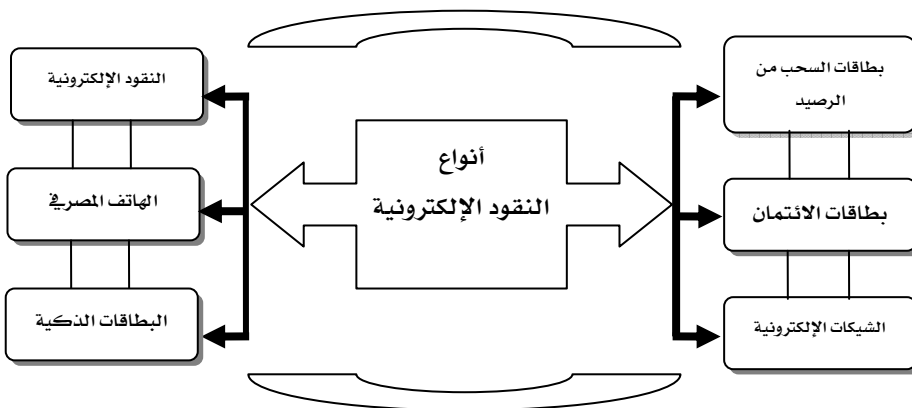 أنواع
النقود الإلكترونية
بطاقات السحب من
الرصيد
بطاقات الائتمان
الشيكات الإلكترونية
النقود الإلكترونية
الهاتف المصرفي
البطاقات الذكية